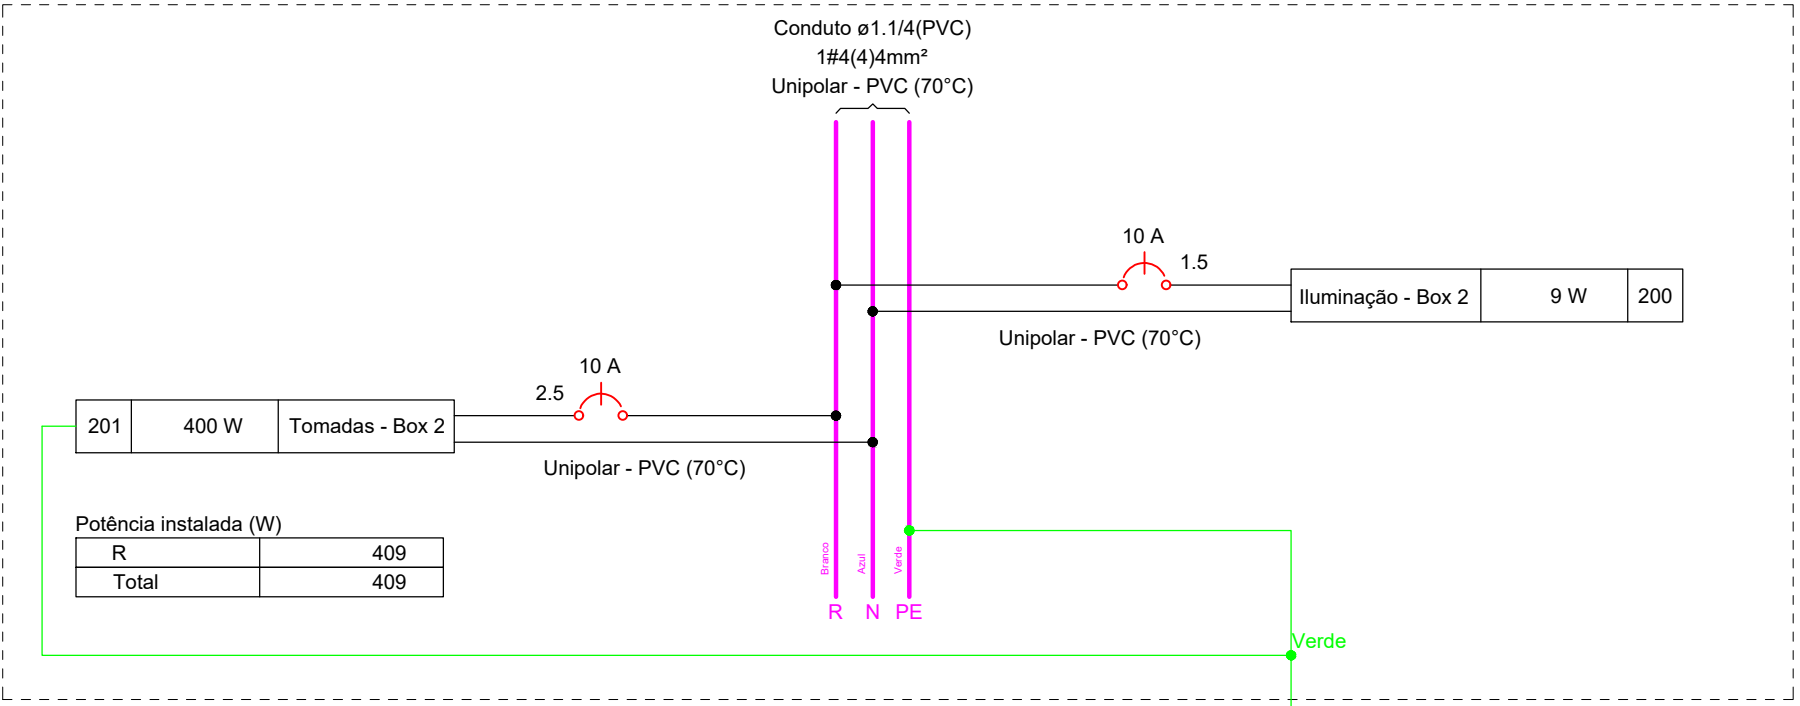 Conduto ø1.1/4(PVC)
1#4(4)4mm²
Unipolar - PVC (70°C)
10 A
1.5
Iluminação - Box 2 9 W 200
Unipolar - PVC (70°C)
10 A
2.5
201 400 W Tomadas - Box 2
Unipolar - PVC (70°C)
Potência instalada (W)
R 409
Total 409
Branco
Azul
Verde
R N PE
Verde